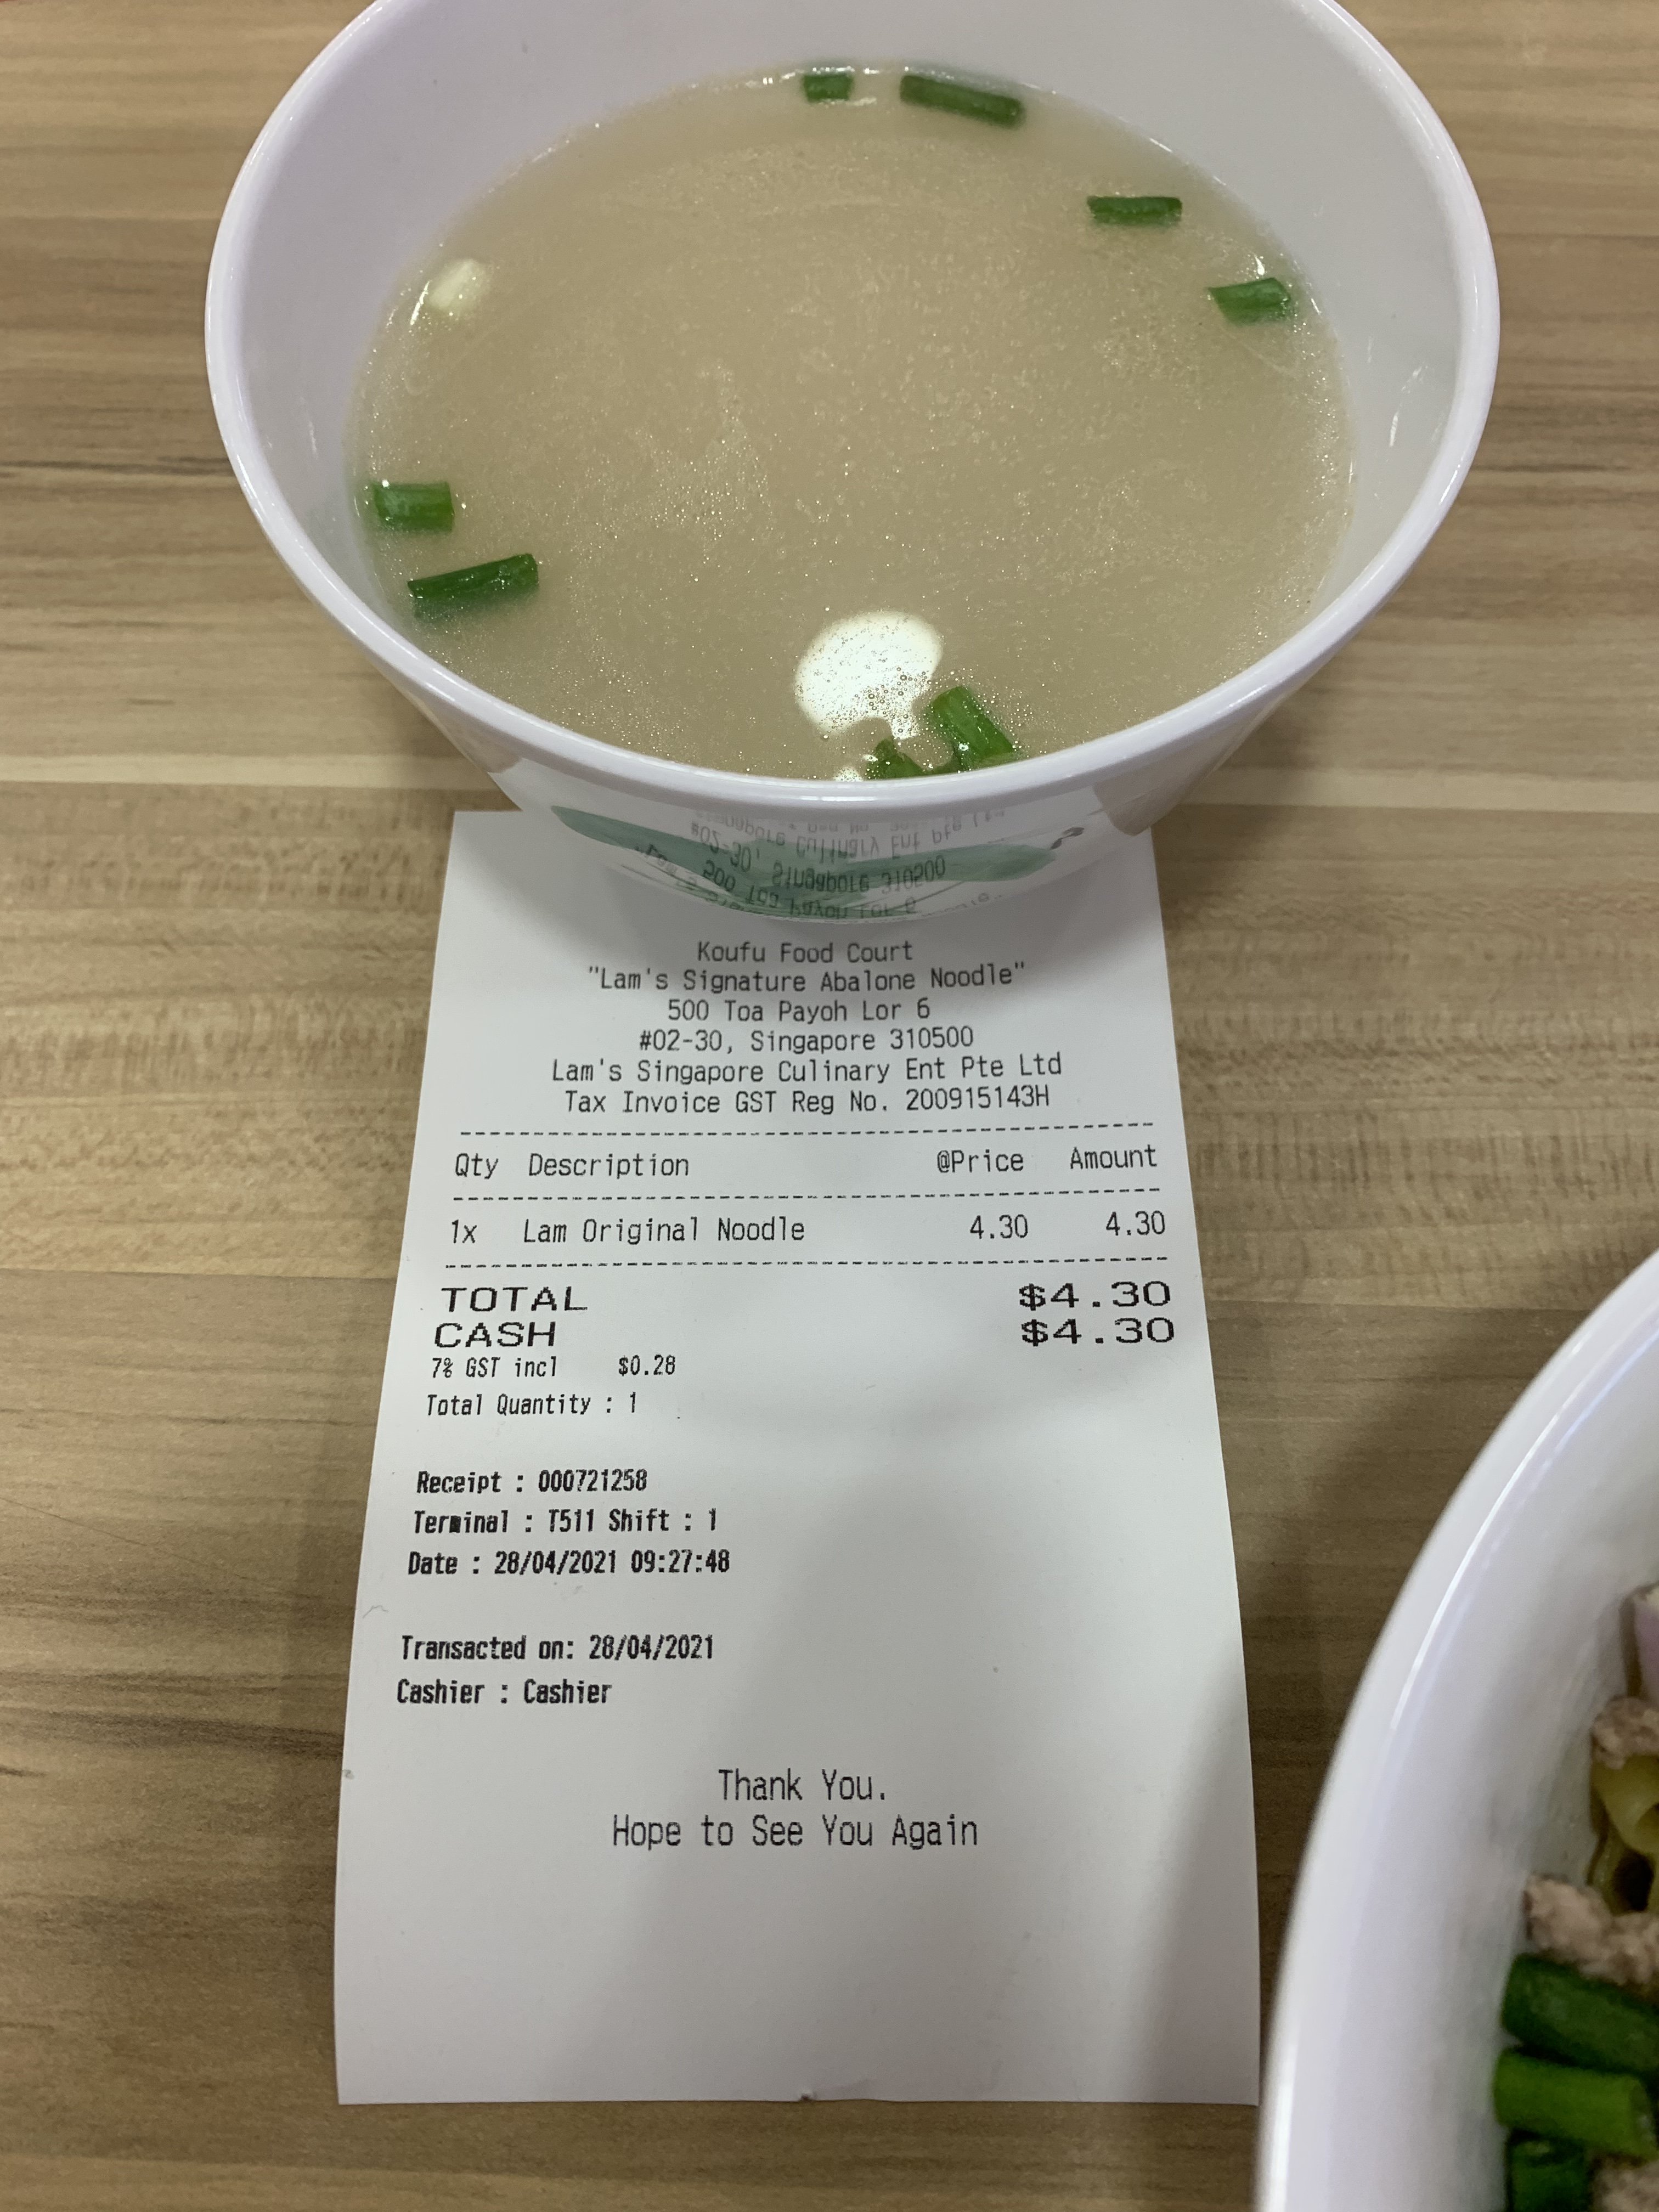 Koufu Food Court
"Lam's Signature Abalone Noodle"
500 Toa Payoh Lor 6
#02-30, Singapore 310500
Lam's Singapore Culinary Ent Pte Ltd
Tax Invoice GST Reg No. 200915143H
Qty Description @Price Amount
1x Lam Original Noodle 4.30 4.30
TOTAL $4.30
CASH $4.30
7% GST incl $0.28
Total Quantity : 1
Receipt : 000721258
Terminal : T511 Shift : 1
Date : 28/04/2021 09:27:48
Transacted on: 28/04/2021
Cashier : Cashier
Thank You.
Hope to See You Again